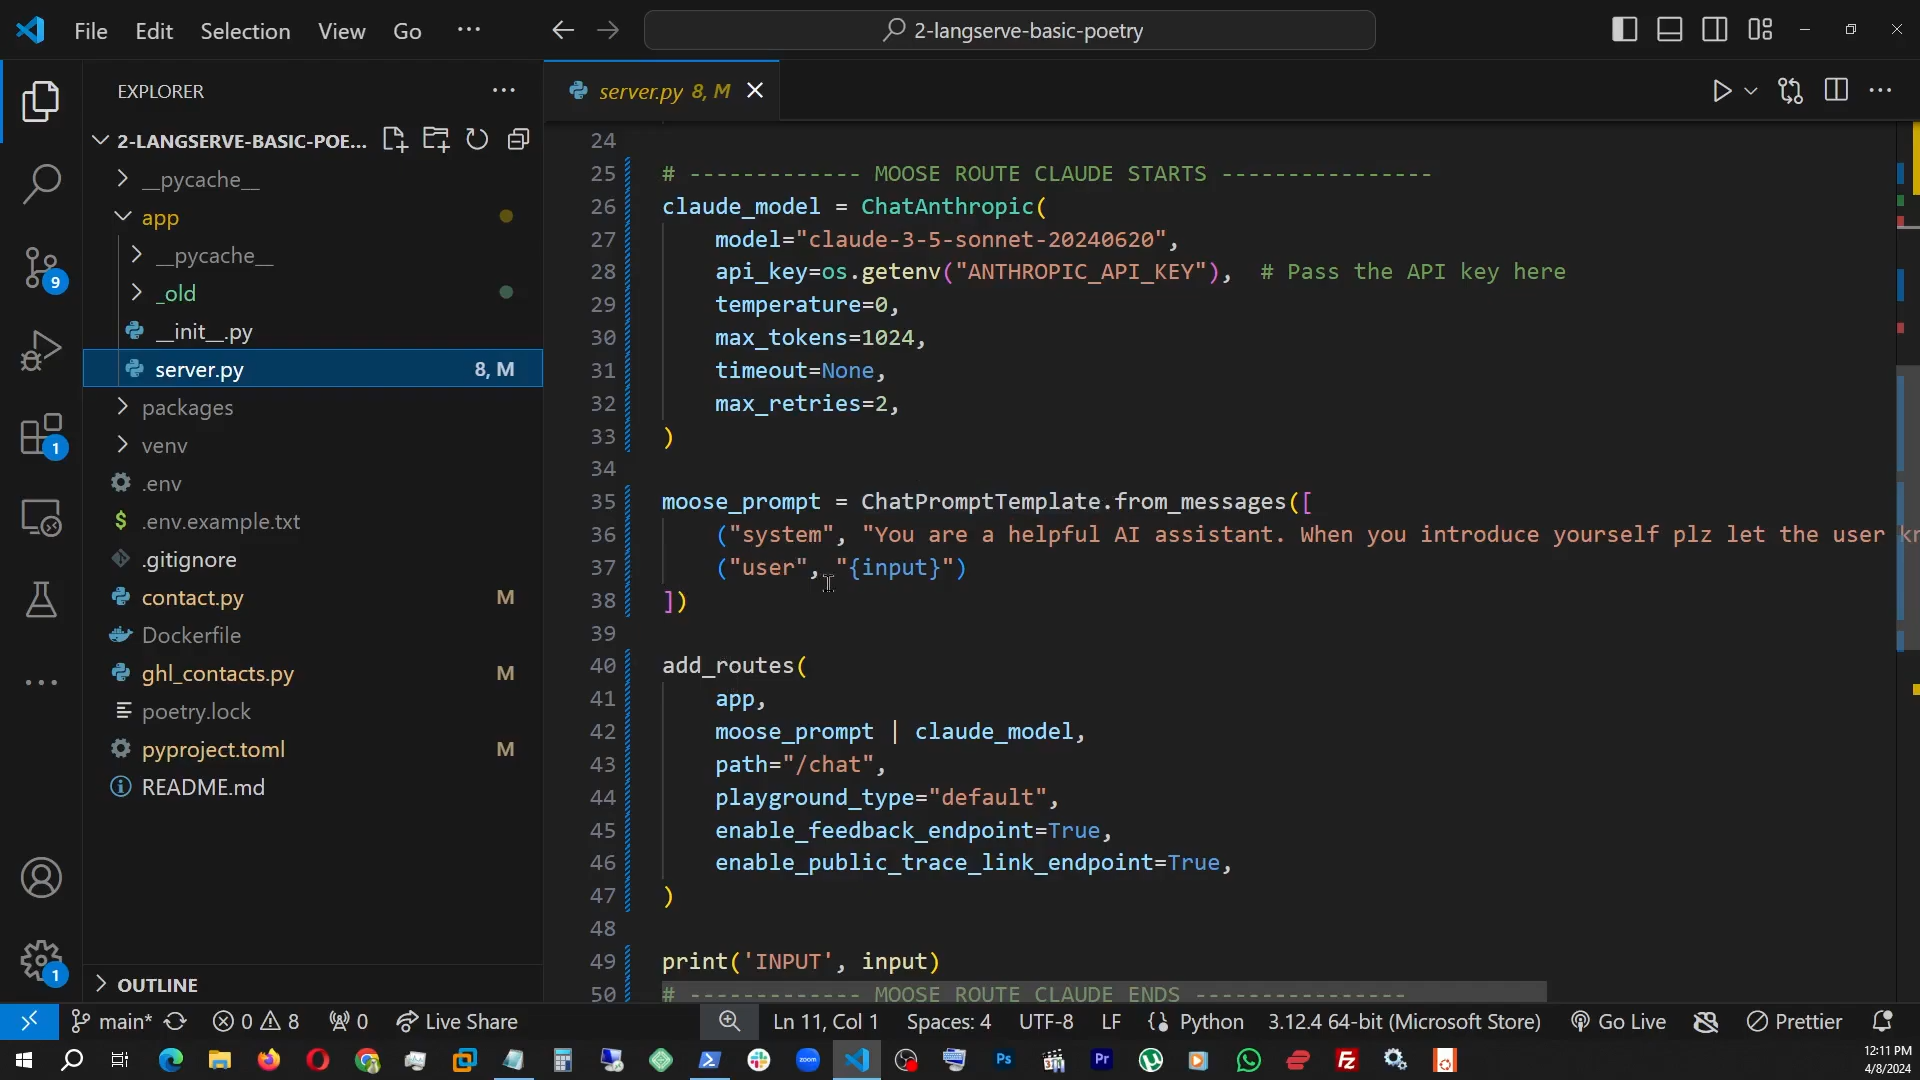 File Edit Selection View Go ···
2-langserve-basic-poetry
EXPLORER
2-LANGSERVE-BASIC-POE...
__pycache__
app
__pycache__
_old
__init__.py
server.py 8, M
packages
venv
.env
.env.example.txt
.gitignore
contact.py M
Dockerfile
ghl_contacts.py M
poetry.lock
pyproject.toml M
README.md
OUTLINE
9
1
1
server.py 8, M
24
25 # ------------- MOOSE ROUTE CLAUDE STARTS ----------------
26 claude_model = ChatAnthropic(
27 model="claude-3-5-sonnet-20240620",
28 api_key=os.getenv("ANTHROPIC_API_KEY"), # Pass the API key here
29 temperature=0,
30 max_tokens=1024,
31 timeout=None,
32 max_retries=2,
33 )
34
35 moose_prompt = ChatPromptTemplate.from_messages([
36 ("system", "You are a helpful AI assistant. When you introduce yourself plz let the user kr
37 ("user", "{input}")
38 ])
39
40 add_routes(
41 app,
42 moose_prompt | claude_model,
43 path="/chat",
44 playground_type="default",
45 enable_feedback_endpoint=True,
46 enable_public_trace_link_endpoint=True,
47 )
48
49 print('INPUT', input)
50 # ------------- MOOSE ROUTE CLAUDE ENDS ----------------
main* 0 8 0 Live Share Ln 11, Col 1 Spaces: 4 UTF-8 LF {} Python 3.12.4 64-bit (Microsoft Store) Go Live Prettier
zoom Ps Pr Fz
12:11 PM
4/8/2024